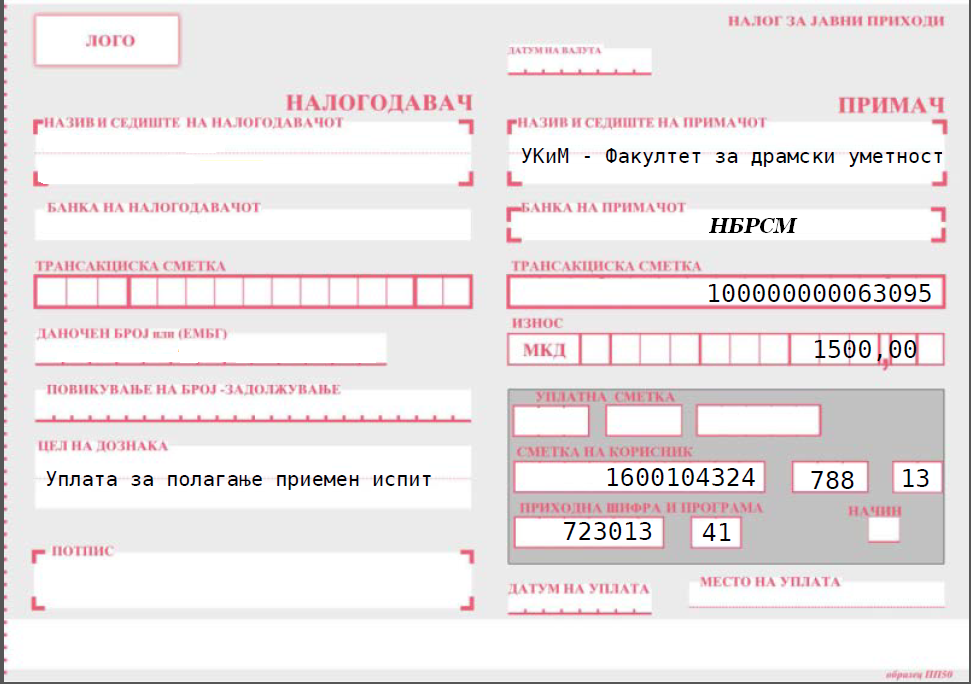 ЛОГО
НАЛОГ ЗА ЈАВНИ ПРИХОДИ
ДАТУМ НА ВАЛУТА
НАЛОГОДАВАЧ
НАЗИВ И СЕДИШТЕ НА НАЛОГОДАВАЧОТ
БАНКА НА НАЛОГОДАВАЧОТ
ТРАНСАКЦИСКА СМЕТКА
ДАНОЧЕН БРОЈ или (ЕМБГ)
ПОВИКУВАЊЕ НА БРОЈ -ЗАДОЛЖУВАЊЕ
ЦЕЛ НА ДОЗНАКА
Уплата за полагање приемен испит
ПОТПИС
ПРИМАЧ
НАЗИВ И СЕДИШТЕ НА ПРИМАЧОТ
УКиМ - Факултет за драмски уметност
БАНКА НА ПРИМАЧОТ
НБРСМ
ТРАНСАКЦИСКА СМЕТКА
100000000063095
ИЗНОС
МКД 1500,00
УПЛАТНА СМЕТКА
СМЕТКА НА КОРИСНИК
1600104324 788 13
ПРИХОДНА ШИФРА И ПРОГРАМА НАЧИН
723013 41
ДАТУМ НА УПЛАТА МЕСТО НА УПЛАТА
образец ПП50